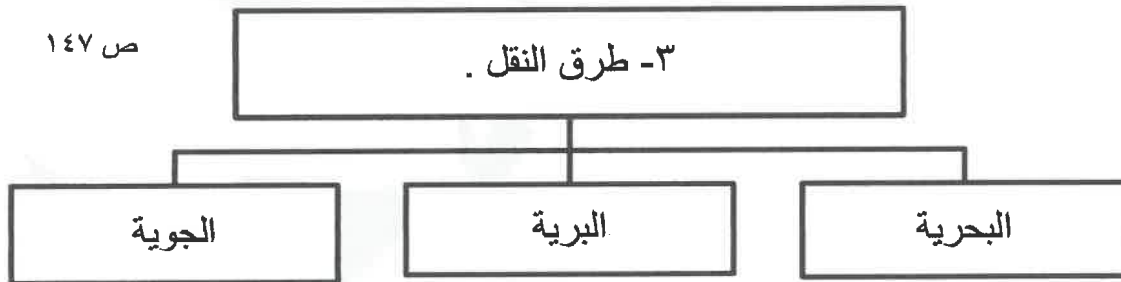 ص ١٤٧
٣- طرق النقل .
البحرية
البرية
الجوية